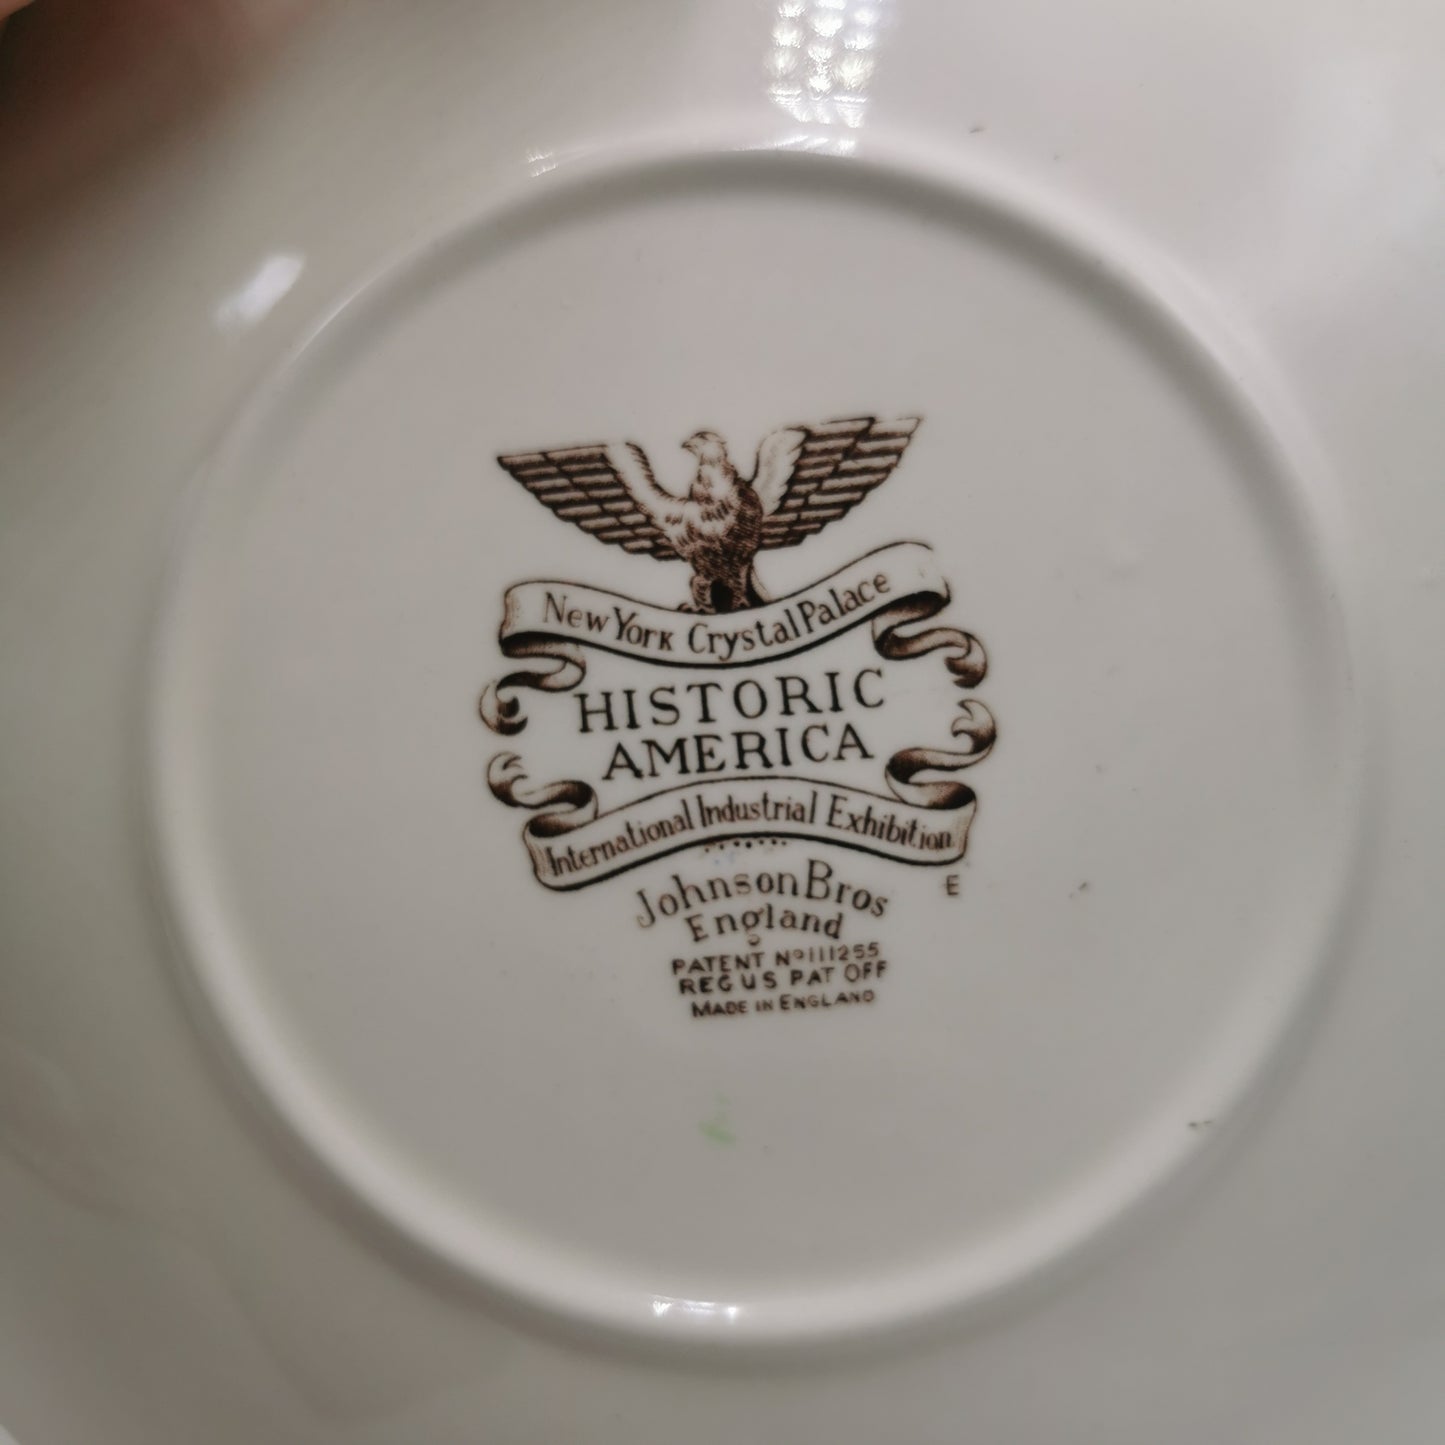 New York Crystal Palace
HISTORIC
AMERICA
International Industrial Exhibition
E
Johnson Bros
England
PATENT Nº 111255
REG U S PAT OFF
MADE IN ENGLAND